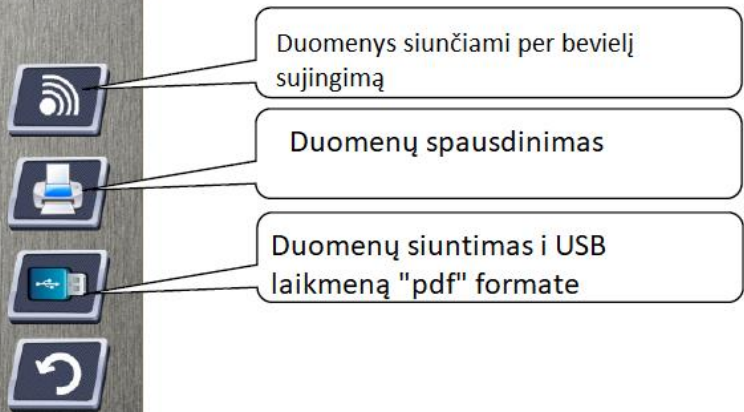 Duomenys siunčiami per bevielį
sujingimą
Duomenų spausdinimas
Duomenų siuntimas i USB
laikmeną "pdf" formate